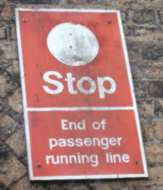 Stop
End of
passenger
running line